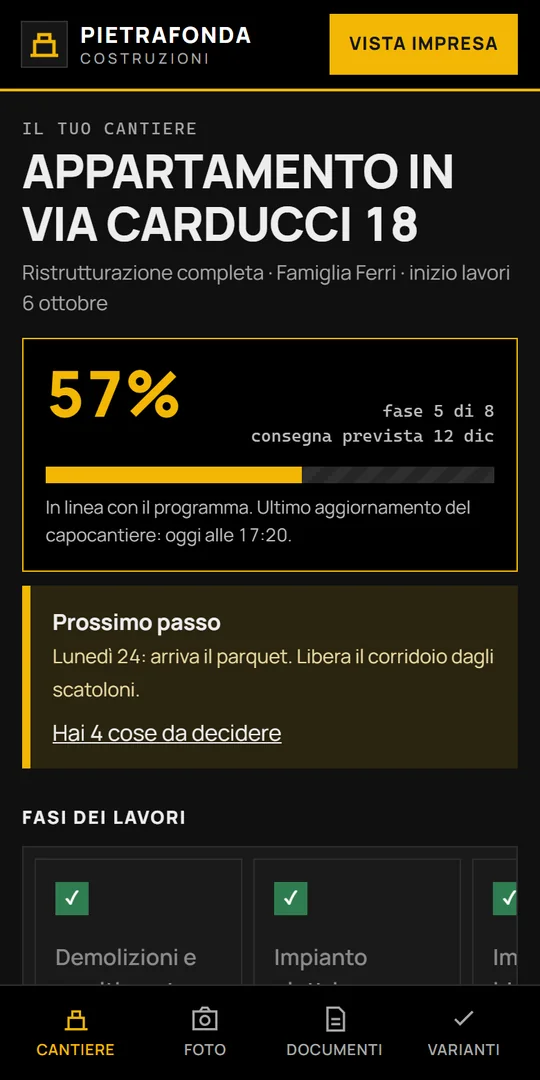 PIETRAFONDA
COSTRUZIONI
VISTA IMPRESA
IL TUO CANTIERE
APPARTAMENTO IN
VIA CARDUCCI 18
Ristrutturazione completa · Famiglia Ferri · inizio lavori
6 ottobre
57%
fase 5 di 8
consegna prevista 12 dic
In linea con il programma. Ultimo aggiornamento del
capocantiere: oggi alle 17:20.
Prossimo passo
Lunedì 24: arriva il parquet. Libera il corridoio dagli
scatoloni.
Hai 4 cose da decidere
FASI DEI LAVORI
Demolizioni e
Impianto
CANTIERE
FOTO
DOCUMENTI
VARIANTI